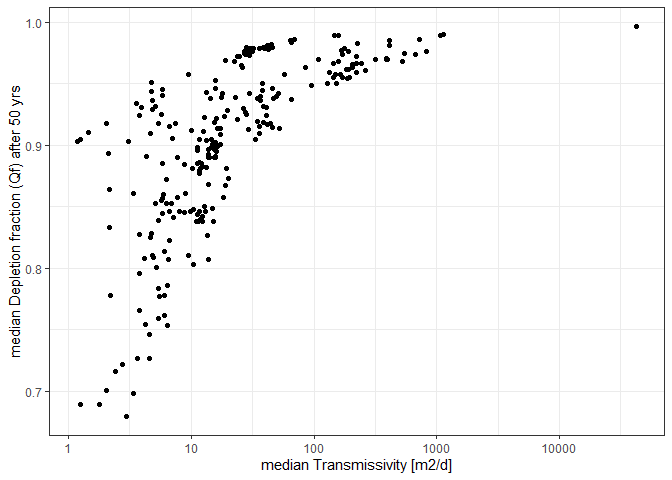 median Depletion fraction (Qf) after 50 yrs
1.0
0.9
0.8
0.7
1 10 100 1000 10000
median Transmissivity [m2/d]